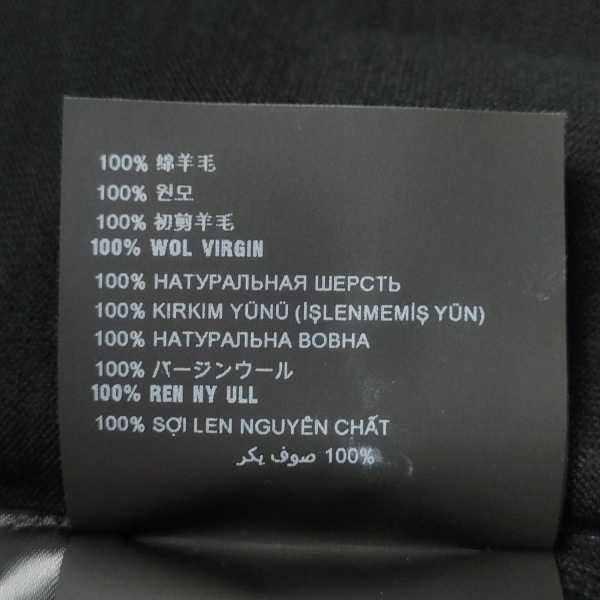 100% 绵羊毛
100% 원모
100% 初剪羊毛
100% WOL VIRGIN
100% НАТУРАЛЬНАЯ ШЕРСТЬ
100% KIRKIM YÜNÜ (İŞLENMEMİŞ YÜN)
100% НАТУРАЛЬНА ВОВНА
100% バージンウール
100% REN NY ULL
100% SỢI LEN NGUYÊN CHẤT
100% صوف بكر